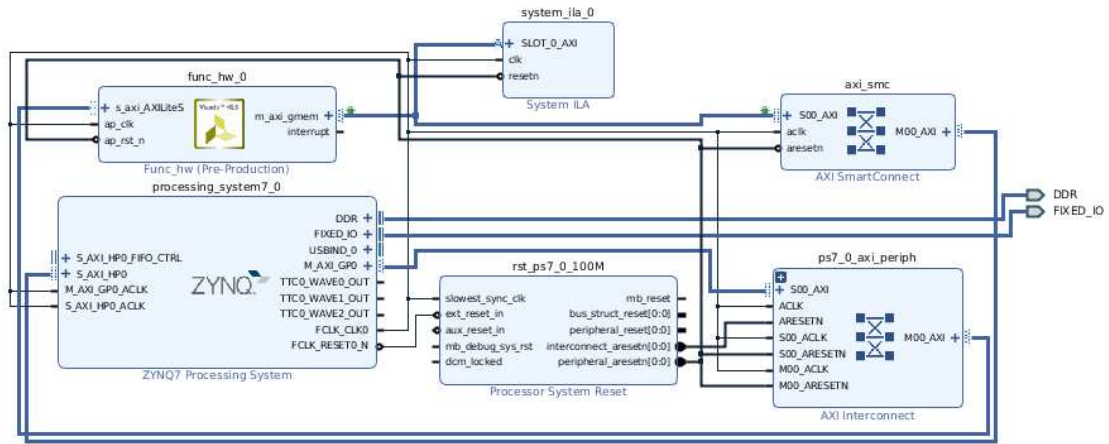 system_ila_0
SLOT_0_AXI
clk
resetn
System ILA
func_hw_0
s_axi_AXILiteS
ap_clk
ap_rst_n
m_axi_gmem
interrupt
Func_hw (Pre-Production)
axi_smc
S00_AXI
aclk
aresetn
M00_AXI
AXI SmartConnect
processing_system7_0
S_AXI_HP0_FIFO_CTRL
S_AXI_HP0
M_AXI_GP0_ACLK
S_AXI_HP0_ACLK
ZYNQ
DDR
FIXED_IO
USBIND_0
M_AXI_GP0
TTC0_WAVE0_OUT
TTC0_WAVE1_OUT
TTC0_WAVE2_OUT
FCLK_CLK0
FCLK_RESET0_N
ZYNQ7 Processing System
DDR
FIXED_IO
rst_ps7_0_100M
slowest_sync_clk
ext_reset_in
aux_reset_in
mb_debug_sys_rst
dcm_locked
mb_reset
bus_struct_reset[0:0]
peripheral_reset[0:0]
interconnect_aresetn[0:0]
peripheral_aresetn[0:0]
Processor System Reset
ps7_0_axi_periph
S00_AXI
ACLK
ARESETN
S00_ACLK
S00_ARESETN
M00_ACLK
M00_ARESETN
M00_AXI
AXI Interconnect